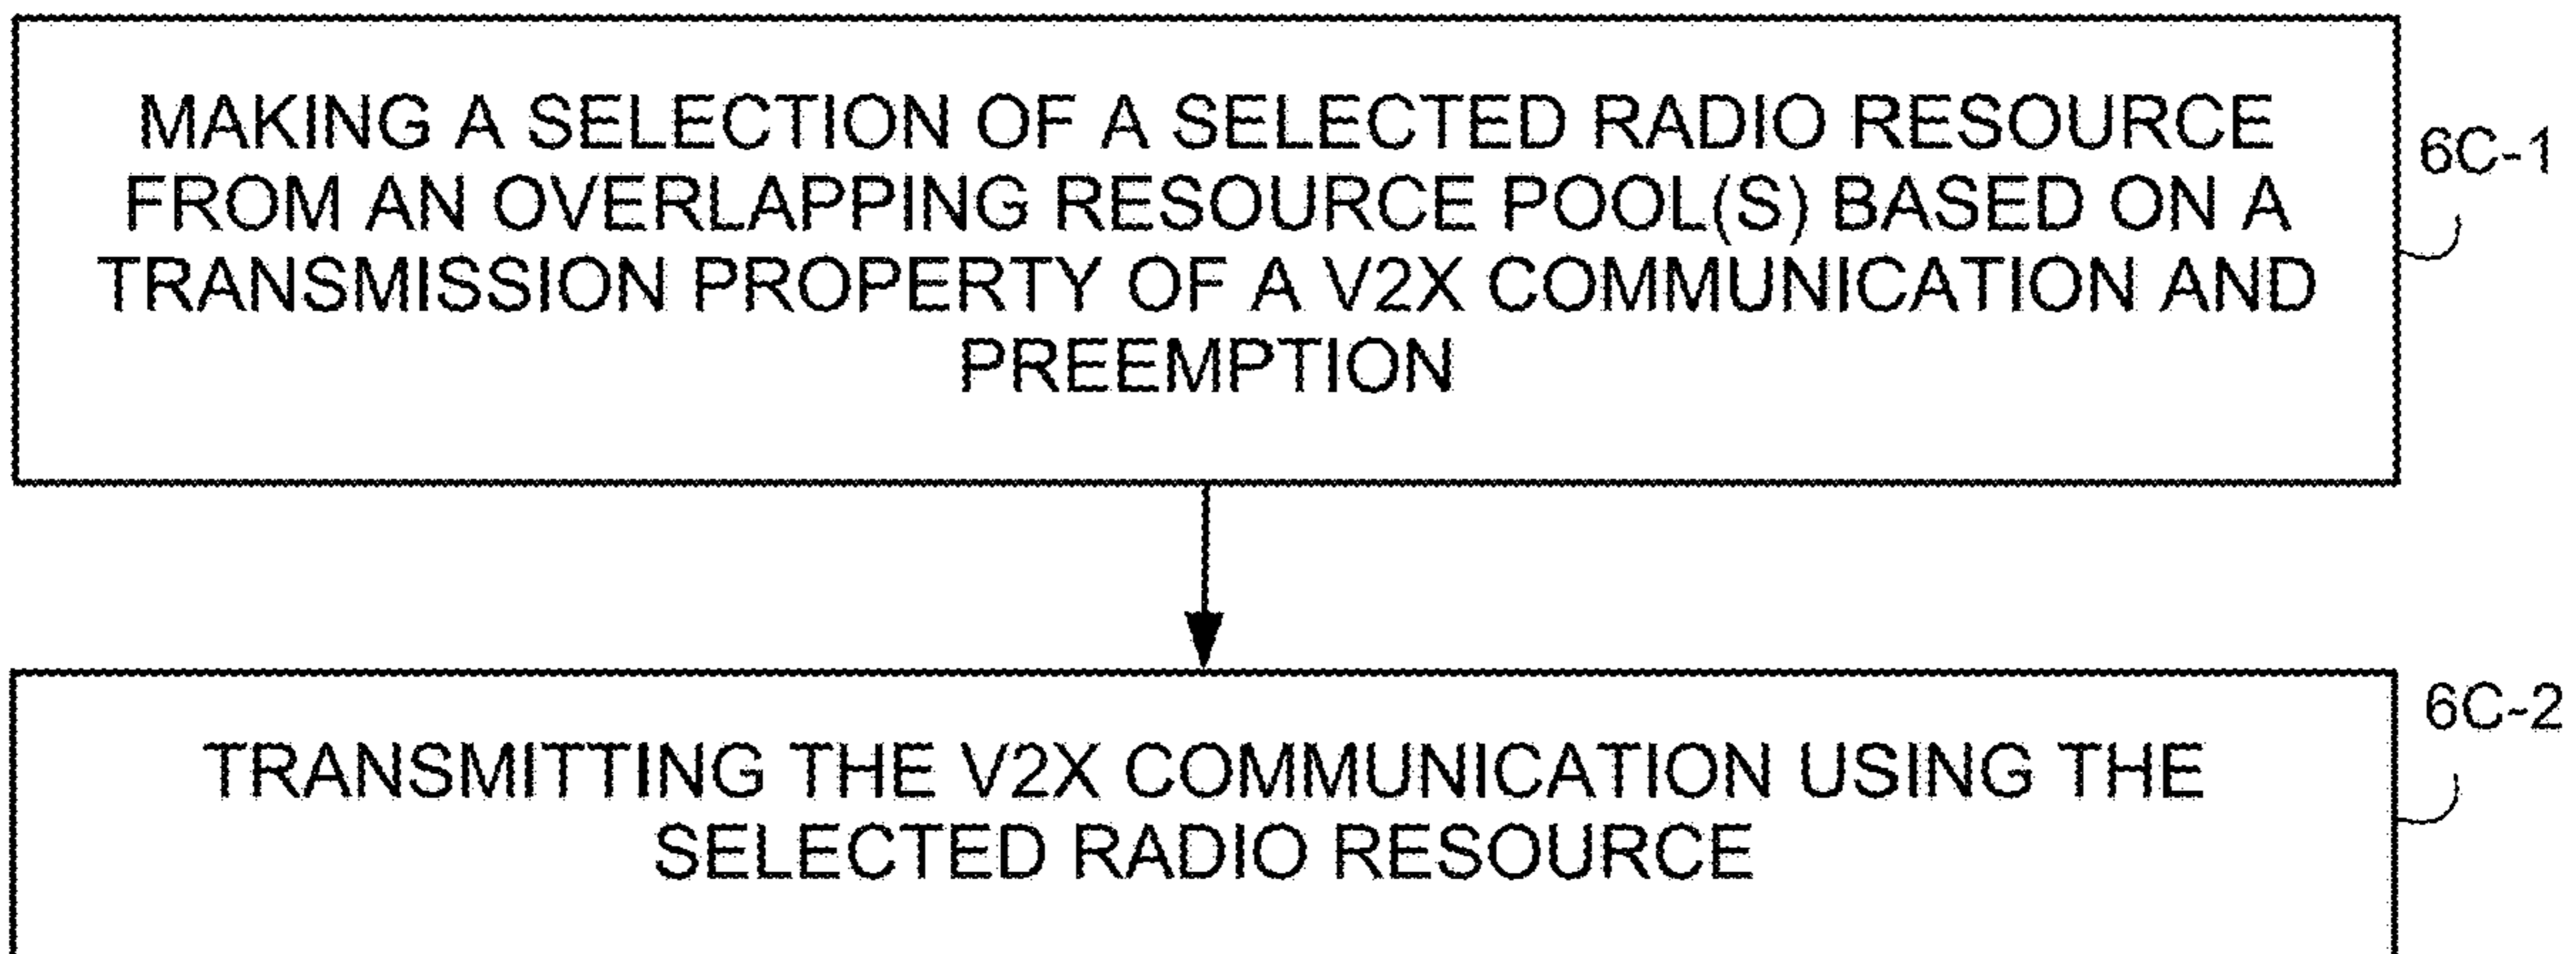 MAKING A SELECTION OF A SELECTED RADIO RESOURCE
FROM AN OVERLAPPING RESOURCE POOL(S) BASED ON A
TRANSMISSION PROPERTY OF A V2X COMMUNICATION AND
PREEMPTION
6C-1
TRANSMITTING THE V2X COMMUNICATION USING THE
SELECTED RADIO RESOURCE
6C-2